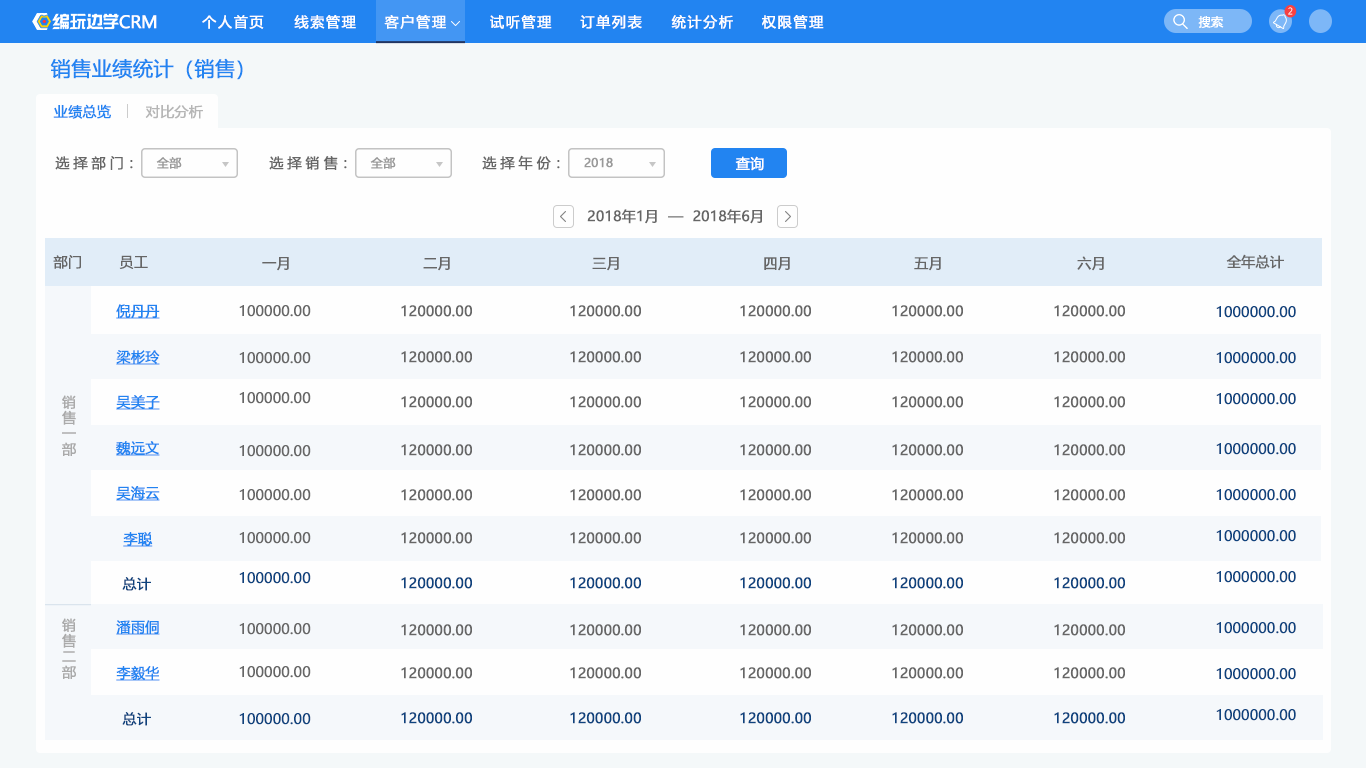 编玩边学CRM 个人首页 线索管理 客户管理 试听管理 订单列表 统计分析 权限管理 搜索 2
销售业绩统计（销售）
业绩总览 对比分析
选择部门： 全部 选择销售： 全部 选择年份： 2018 查询
2018年1月 — 2018年6月
部门 员工 一月 二月 三月 四月 五月 六月 全年总计
销售一部
倪丹丹 100000.00 120000.00 120000.00 120000.00 120000.00 120000.00 1000000.00
梁彬玲 100000.00 120000.00 120000.00 120000.00 120000.00 120000.00 1000000.00
吴美子 100000.00 120000.00 120000.00 120000.00 120000.00 120000.00 1000000.00
魏远文 100000.00 120000.00 120000.00 120000.00 120000.00 120000.00 1000000.00
吴海云 100000.00 120000.00 120000.00 120000.00 120000.00 120000.00 1000000.00
李聪 100000.00 120000.00 120000.00 120000.00 120000.00 120000.00 1000000.00
总计 100000.00 120000.00 120000.00 120000.00 120000.00 120000.00 1000000.00
销售二部
潘雨侗 100000.00 120000.00 120000.00 120000.00 120000.00 120000.00 1000000.00
李毅华 100000.00 120000.00 120000.00 120000.00 120000.00 120000.00 1000000.00
总计 100000.00 120000.00 120000.00 120000.00 120000.00 120000.00 1000000.00